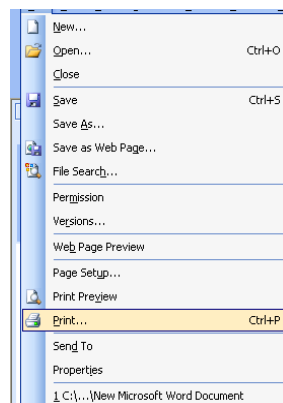 New...
Open... Ctrl+O
Close
Save Ctrl+S
Save As...
Save as Web Page...
File Search...
Permission
Versions...
Web Page Preview
Page Setup...
Print Preview
Print... Ctrl+P
Send To
Properties
1 C:\...\New Microsoft Word Document